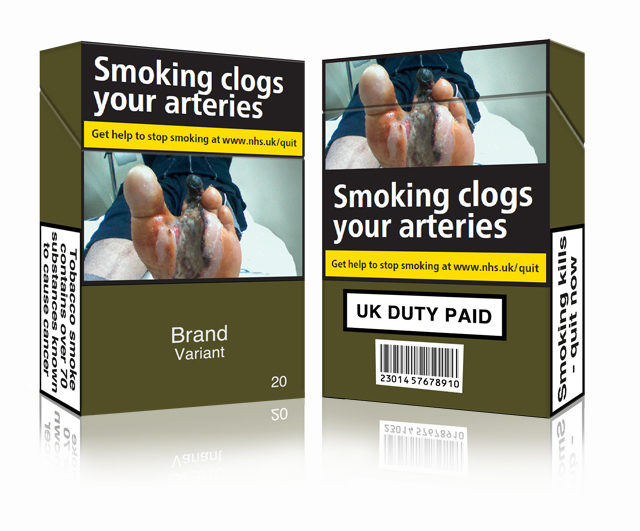 Smoking clogs
your arteries
Get help to stop smoking at www.nhs.uk/quit
Tobacco smoke
contains over 70
substances known
to cause cancer
Brand
Variant
20
Smoking clogs
your arteries
Get help to stop smoking at www.nhs.uk/quit
UK DUTY PAID
2301457678910
Smoking kills
- quit now